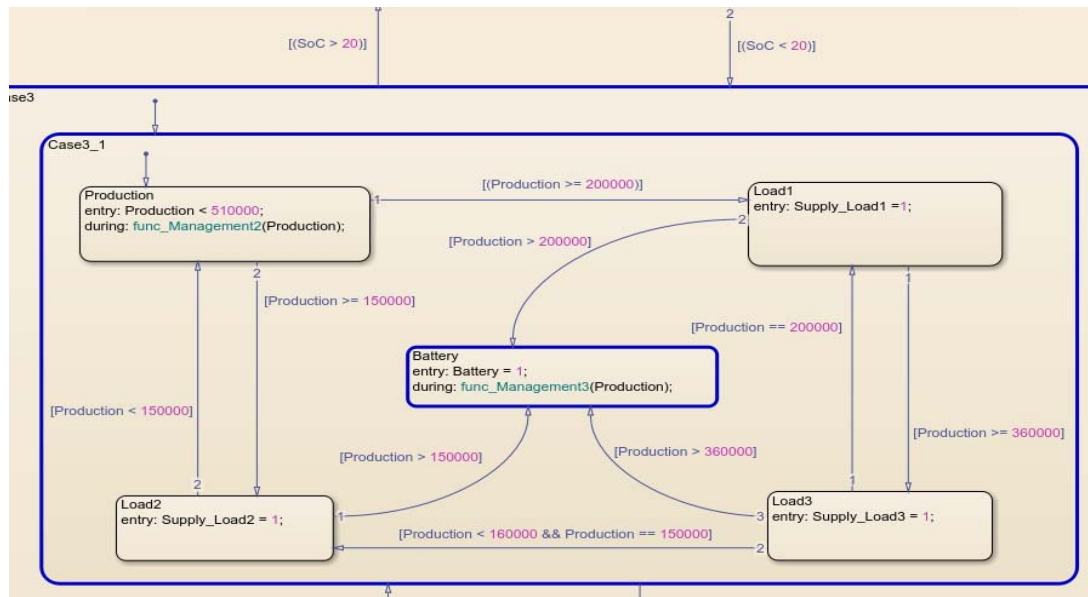 2
[(SoC > 20)]
[(SoC < 20)]
Case3_1
Production
entry: Production < 510000;
during: func_Management2(Production);
1
[(Production >= 200000)]
Load1
entry: Supply_Load1 =1;
2
[Production > 200000]
2
1
[Production >= 150000]
[Production == 200000]
Battery
entry: Battery = 1;
during: func_Management3(Production);
[Production < 150000]
[Production >= 360000]
[Production > 150000]
[Production > 360000]
2
1
Load2
entry: Supply_Load2 = 1;
1
Load3
entry: Supply_Load3 = 1;
3
[Production < 160000 && Production == 150000]
2